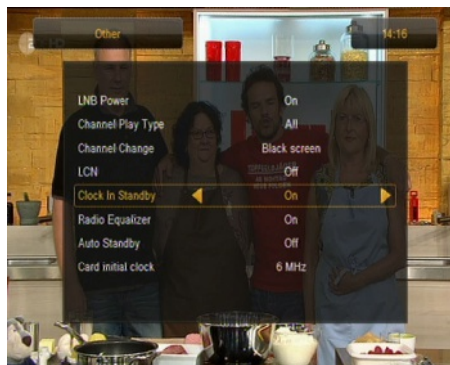 Other
14:16
LNB Power On
Channel Play Type All
Channel Change Black screen
LCN Off
Clock In Standby On
Radio Equalizer On
Auto Standby Off
Card initial clock 6 MHz